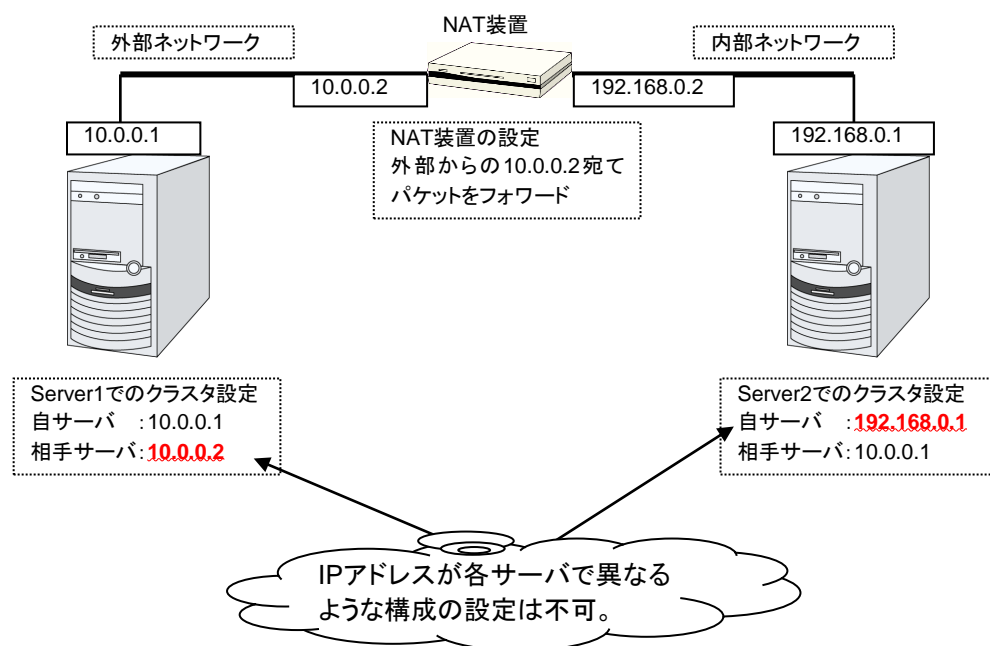 NAT装置
外部ネットワーク
内部ネットワーク
10.0.0.2
192.168.0.2
10.0.0.1
192.168.0.1
NAT装置の設定
外部からの10.0.0.2宛て
パケットをフォワード
Server1でのクラスタ設定
自サーバ :10.0.0.1
相手サーバ:10.0.0.2
Server2でのクラスタ設定
自サーバ :192.168.0.1
相手サーバ:10.0.0.1
IPアドレスが各サーバで異なる
ような構成の設定は不可。